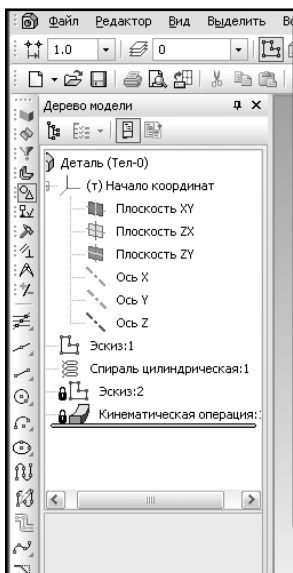 Файл Редактор Вид Выделить
1.0 0
Дерево модели
Деталь (Тел-0)
(т) Начало координат
Плоскость XY
Плоскость ZX
Плоскость ZY
Ось X
Ось Y
Ось Z
Эскиз:1
Спираль цилиндрическая:1
Эскиз:2
Кинематическая операция: